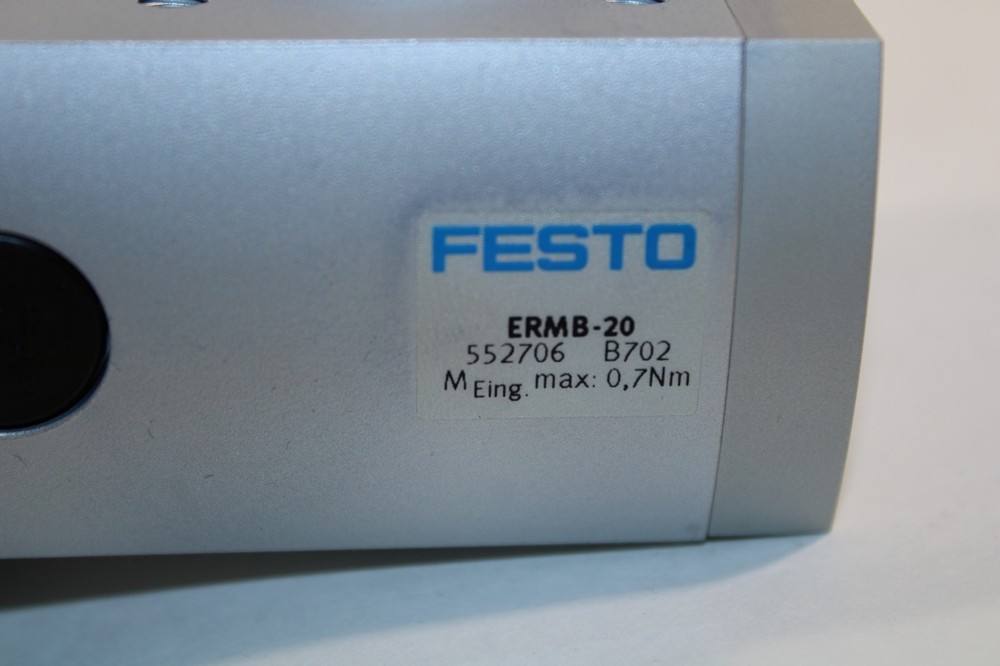 FESTO
ERMB-20
552706 B702
M Eing. max: 0,7Nm